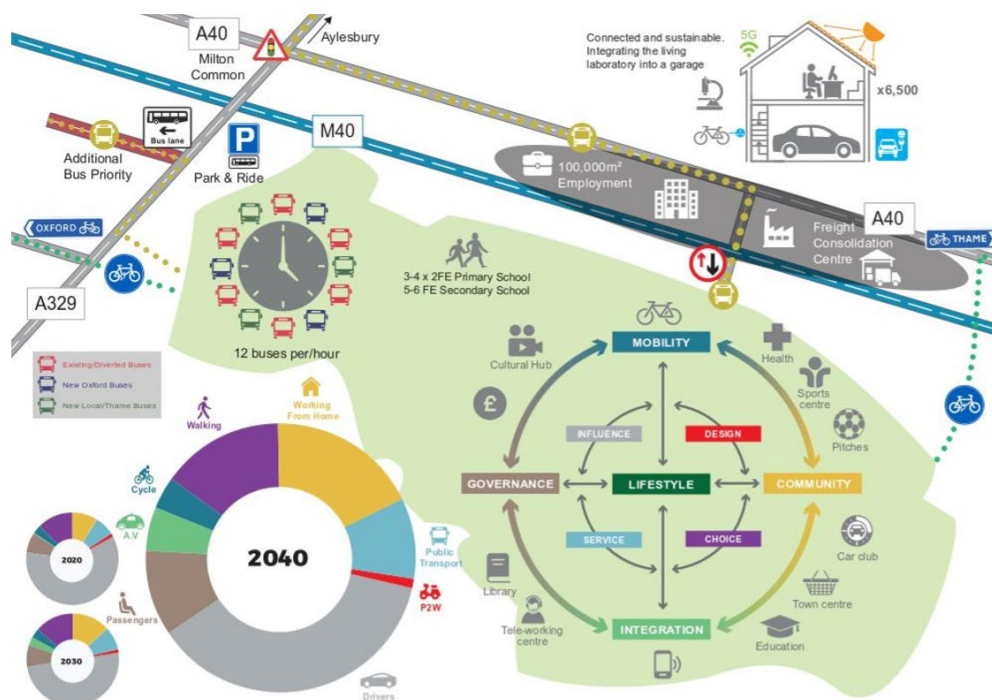 A40
Milton
Common
Aylesbury
Connected and sustainable.
Integrating the living
laboratory into a garage
5G
x6,500
M40
Bus lane
Additional
Bus Priority
P
Park & Ride
100,000m²
Employment
A40
Freight
Consolidation
Centre
OXFORD
THAME
A329
3-4 x 2FE Primary School
5-6 FE Secondary School
12 buses per/hour
Existing/Diverted Buses
New Oxford Buses
New Local/Thame Buses
MOBILITY
Cultural Hub
Health
Sports
centre
Pitches
£
INFLUENCE
DESIGN
GOVERNANCE
LIFESTYLE
COMMUNITY
SERVICE
CHOICE
Car club
Library
Town centre
Tele-working
centre
INTEGRATION
Education
Working
From Home
Walking
Cycle
A.V
Public
Transport
P2W
Passengers
Drivers
2040
2020
2030